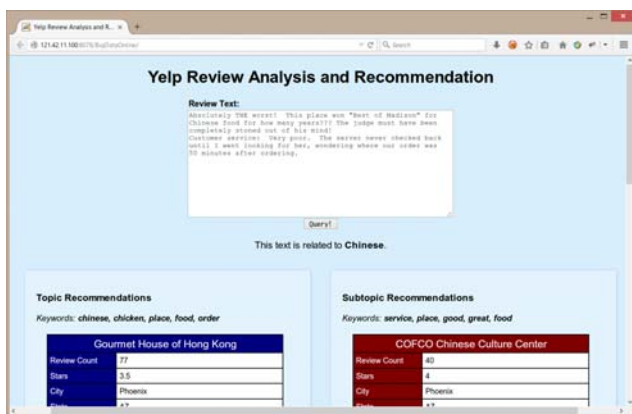 Yelp Review Analysis and R...
121.42.11.100:8078/BigDataOnline/
Search
Yelp Review Analysis and Recommendation
Review Text:
Absolutely THE worst! This place won "Best of Madison" for
Chinese food for how many years??? The judge must have been
completely stoned out of his mind!
Customer service: Very poor. The server never checked back
until I went looking for her, wondering where our order was
50 minutes after ordering.
Query!
This text is related to Chinese.
Topic Recommendations
Keywords: chinese, chicken, place, food, order
Gourmet House of Hong Kong
Review Count 77
Stars 3.5
City Phoenix
Subtopic Recommendations
Keywords: service, place, good, great, food
COFCO Chinese Culture Center
Review Count 40
Stars 4
City Phoenix